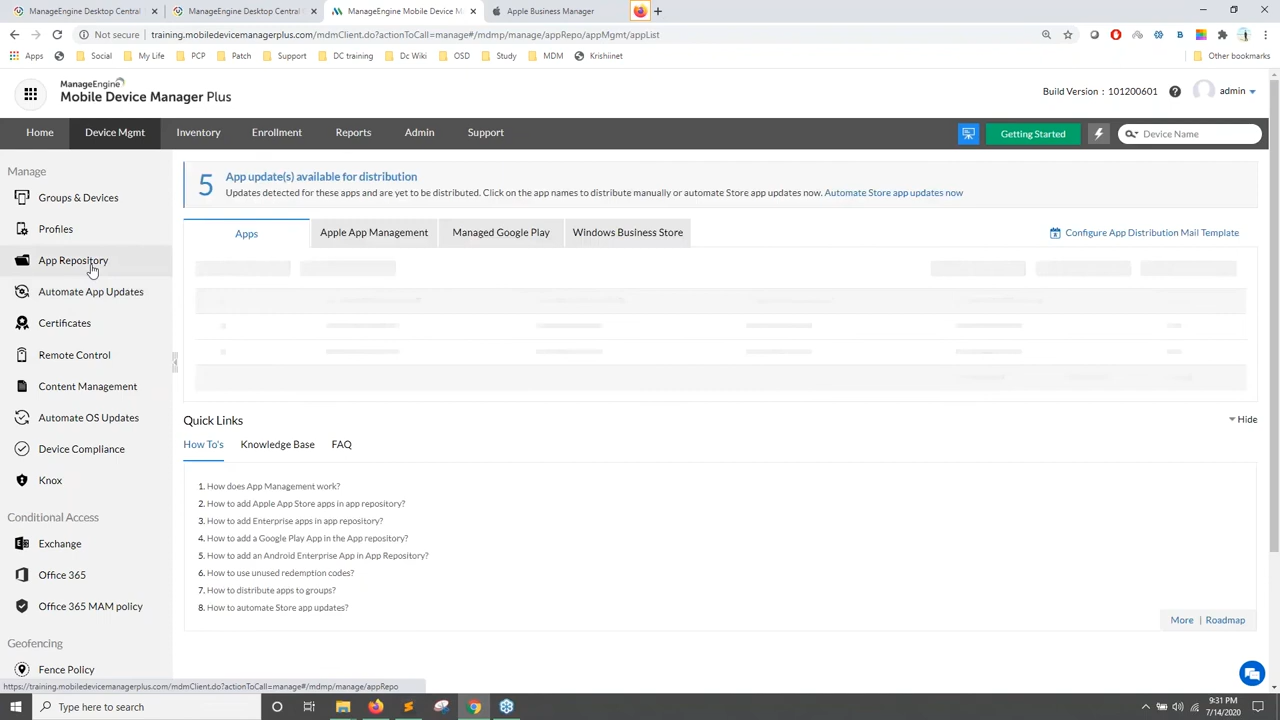 ManageEngine Desktop Central
ManageEngine Desktop Central
ManageEngine Mobile Device M
Apple Business Manager
Not secure
training.mobiledevicemanagerplus.com/mdmClient.do?actionToCall=manage#/mdmp/manage/appRepo/appMgmt/appList
Apps
Social
My Life
PCP
Patch
Support
DC training
Dc Wiki
OSD
Study
MDM
Krishiinet
Other bookmarks
ManageEngine
Mobile Device Manager Plus
Build Version : 101200601
admin
Home
Device Mgmt
Inventory
Enrollment
Reports
Admin
Support
Getting Started
Device Name
Manage
Groups & Devices
Profiles
App Repository
Automate App Updates
Certificates
Remote Control
Content Management
Automate OS Updates
Device Compliance
Knox
Conditional Access
Exchange
Office 365
Office 365 MAM policy
Geofencing
Fence Policy
5
App update(s) available for distribution
Updates detected for these apps and are yet to be distributed. Click on the app names to distribute manually or automate Store app updates now. Automate Store app updates now
Apps
Apple App Management
Managed Google Play
Windows Business Store
Configure App Distribution Mail Template
Quick Links
Hide
How To's
Knowledge Base
FAQ
1. How does App Management work?
2. How to add Apple App Store apps in app repository?
3. How to add Enterprise apps in app repository?
4. How to add a Google Play App in the App repository?
5. How to add an Android Enterprise App in App Repository?
6. How to use unused redemption codes?
7. How to distribute apps to groups?
8. How to automate Store app updates?
More | Roadmap
https://training.mobiledevicemanagerplus.com/mdmClient.do?actionToCall=manage#/mdmp/manage/appRepo
Type here to search
9:31 PM
7/14/2020